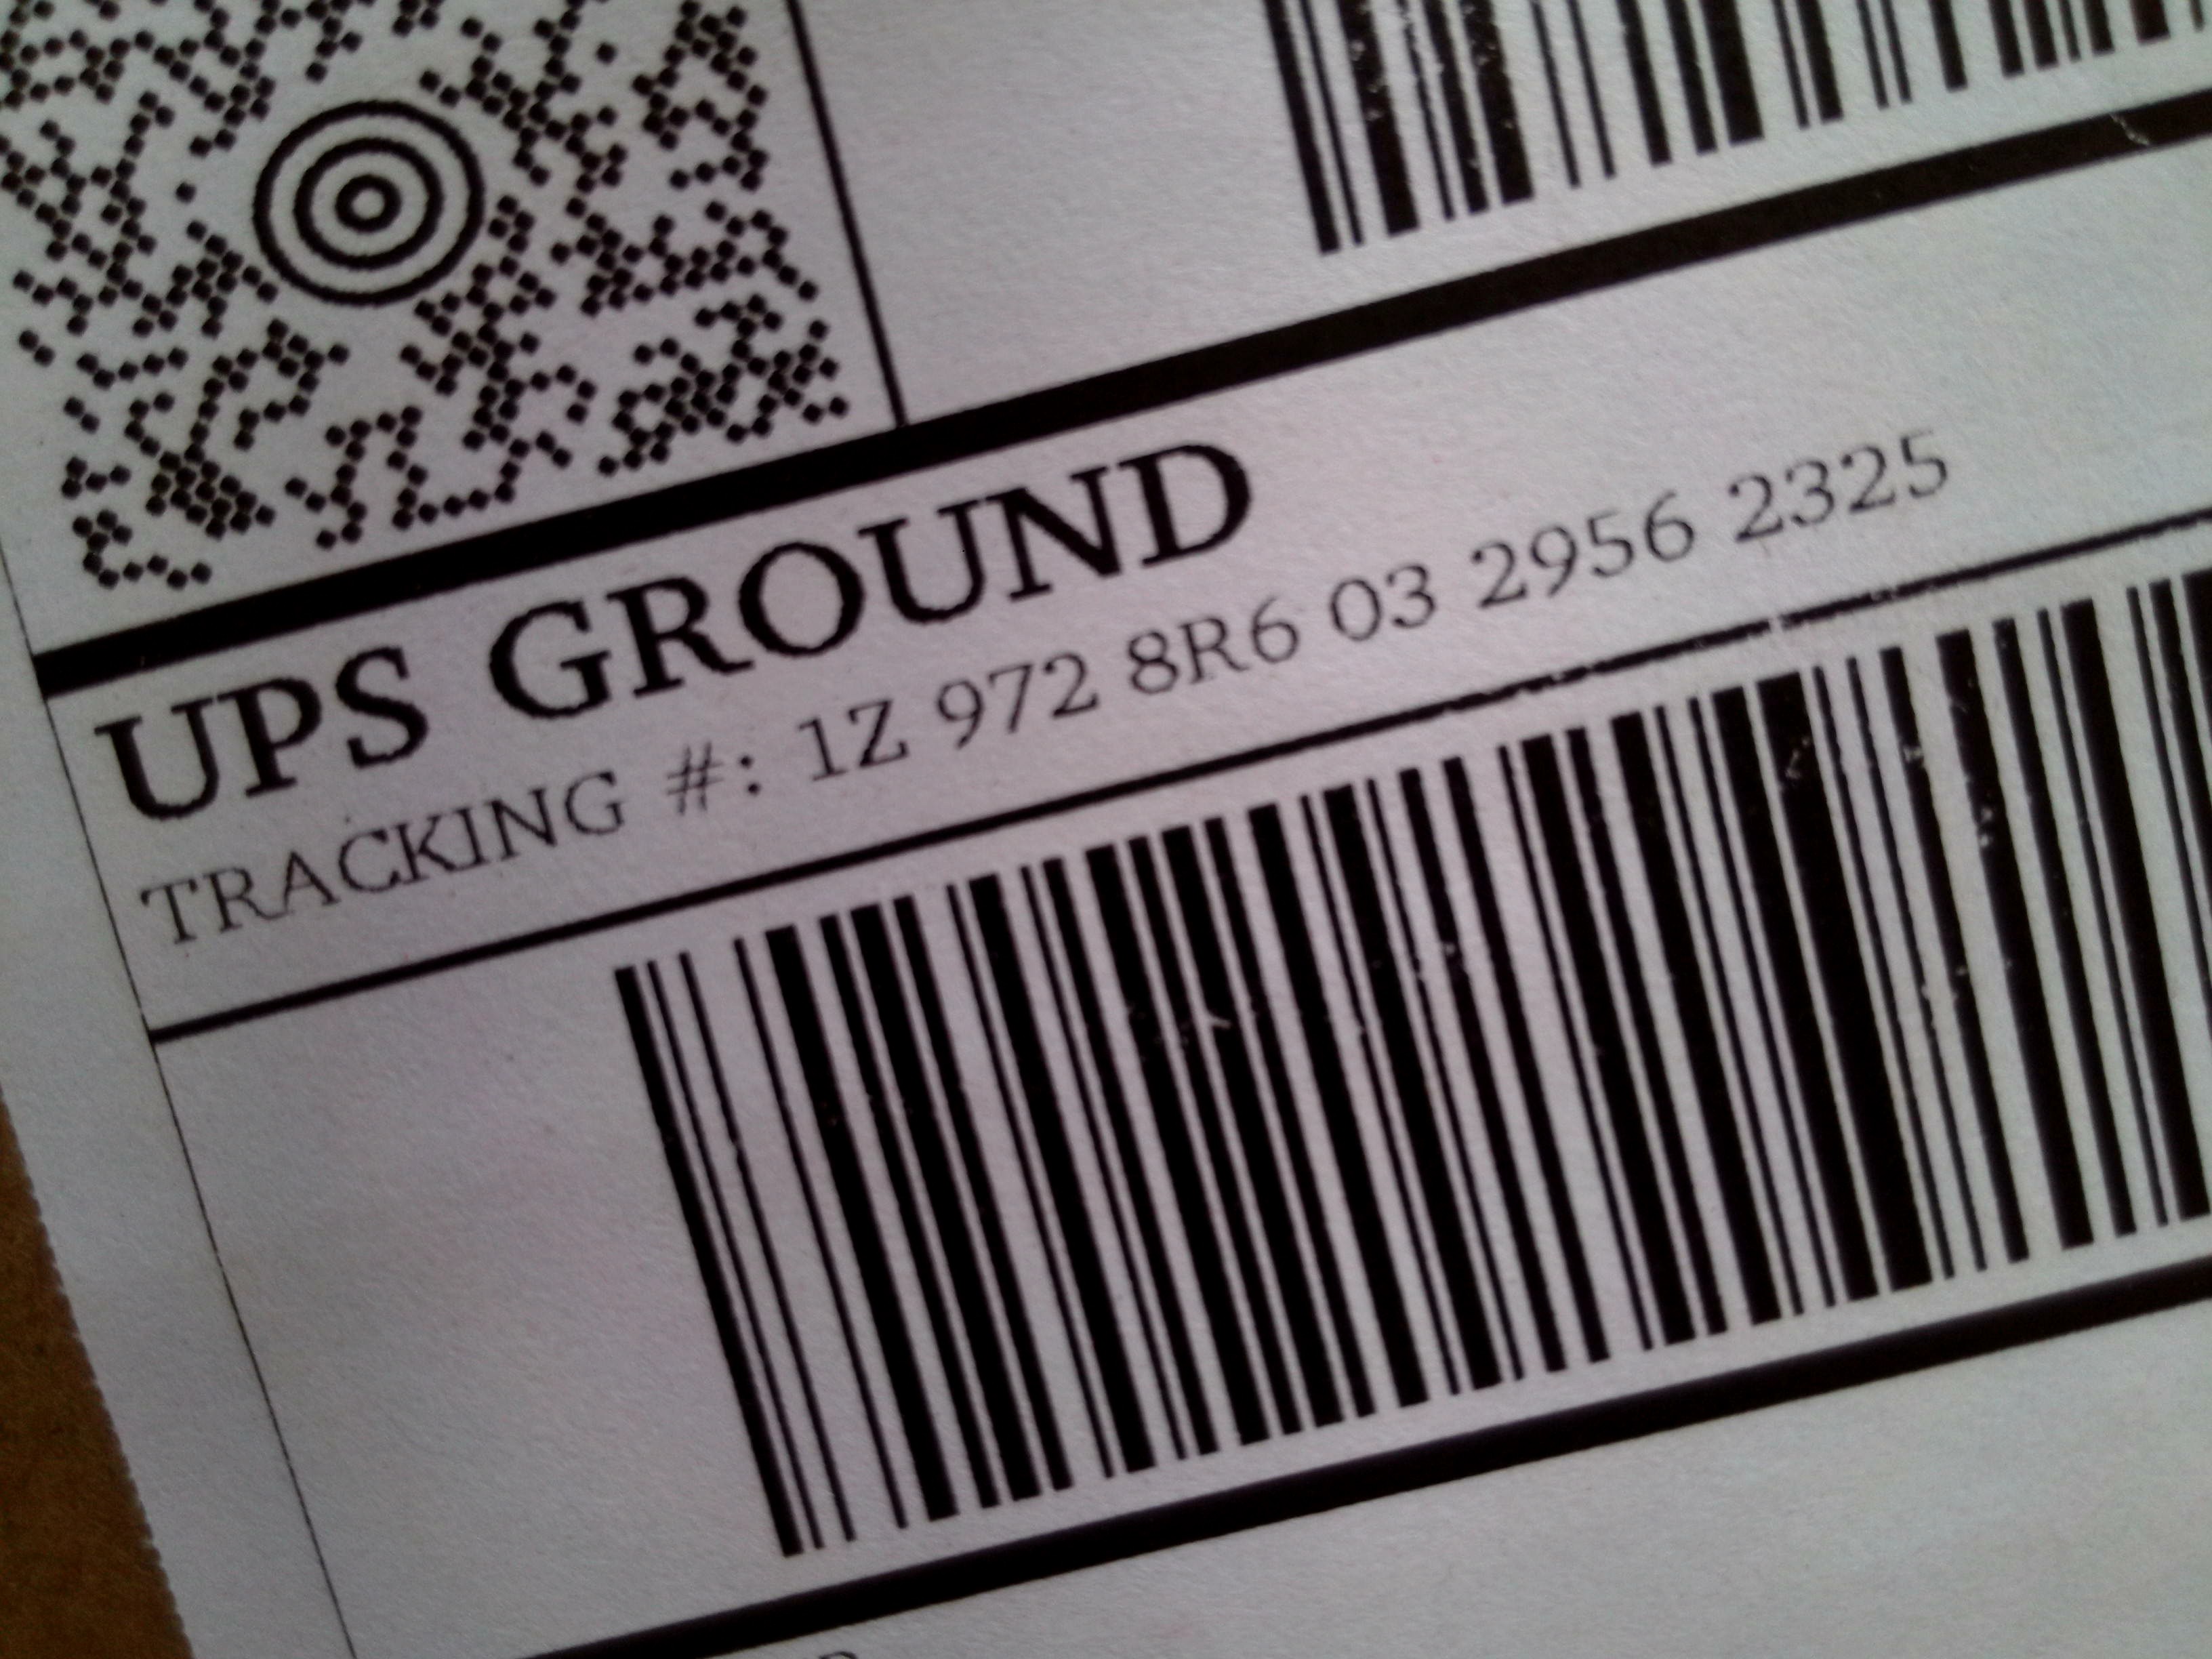 UPS GROUND
TRACKING #: 1Z 972 8R6 03 2956 2325